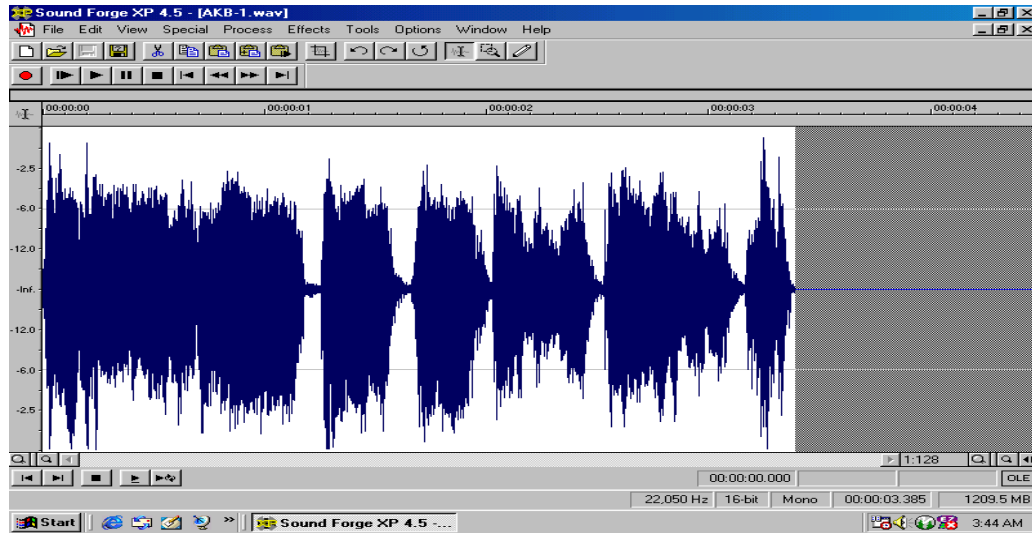 Sound Forge XP 4.5 - [AKB-1.wav]
File Edit View Special Process Effects Tools Options Window Help
00:00:00 00:00:01 00:00:02 00:00:03 00:00:04
-2.5
-6.0
-12.0
-Inf.
-12.0
-6.0
-2.5
1:128
00:00:00.000 OLE
22,050 Hz 16-bit Mono 00:00:03.385 1209.5 MB
Start » Sound Forge XP 4.5 -... 3:44 AM